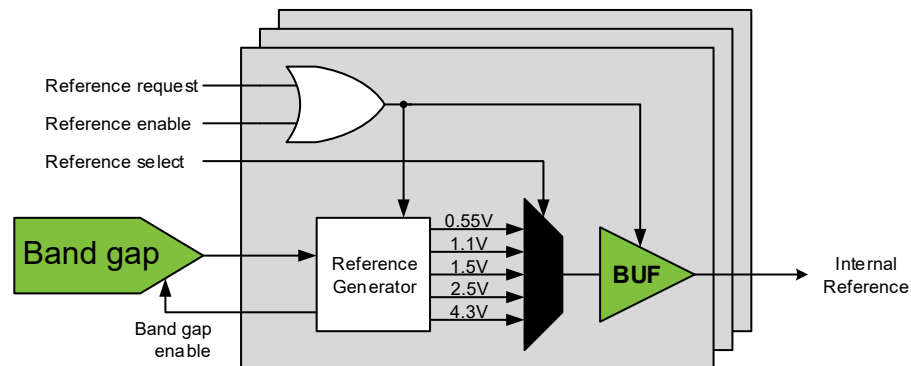 Reference request
Reference enable
Reference select
Band gap
Reference
Generator
0.55V
1.1V
1.5V
2.5V
4.3V
BUF
Internal
Reference
Band gap
enable